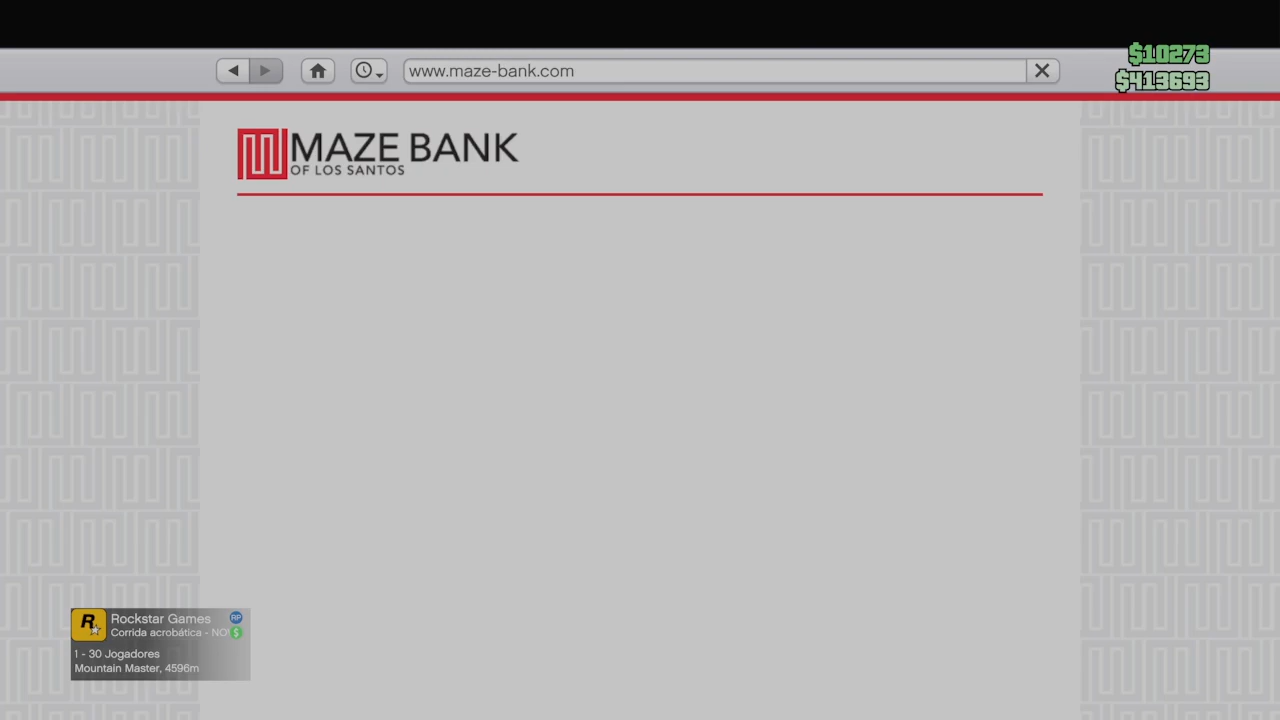 www.maze-bank.com
$10273
$413693
MAZE BANK
OF LOS SANTOS
R
Rockstar Games RP
Corrida acrobática - NO $
1 - 30 Jogadores
Mountain Master, 4596m